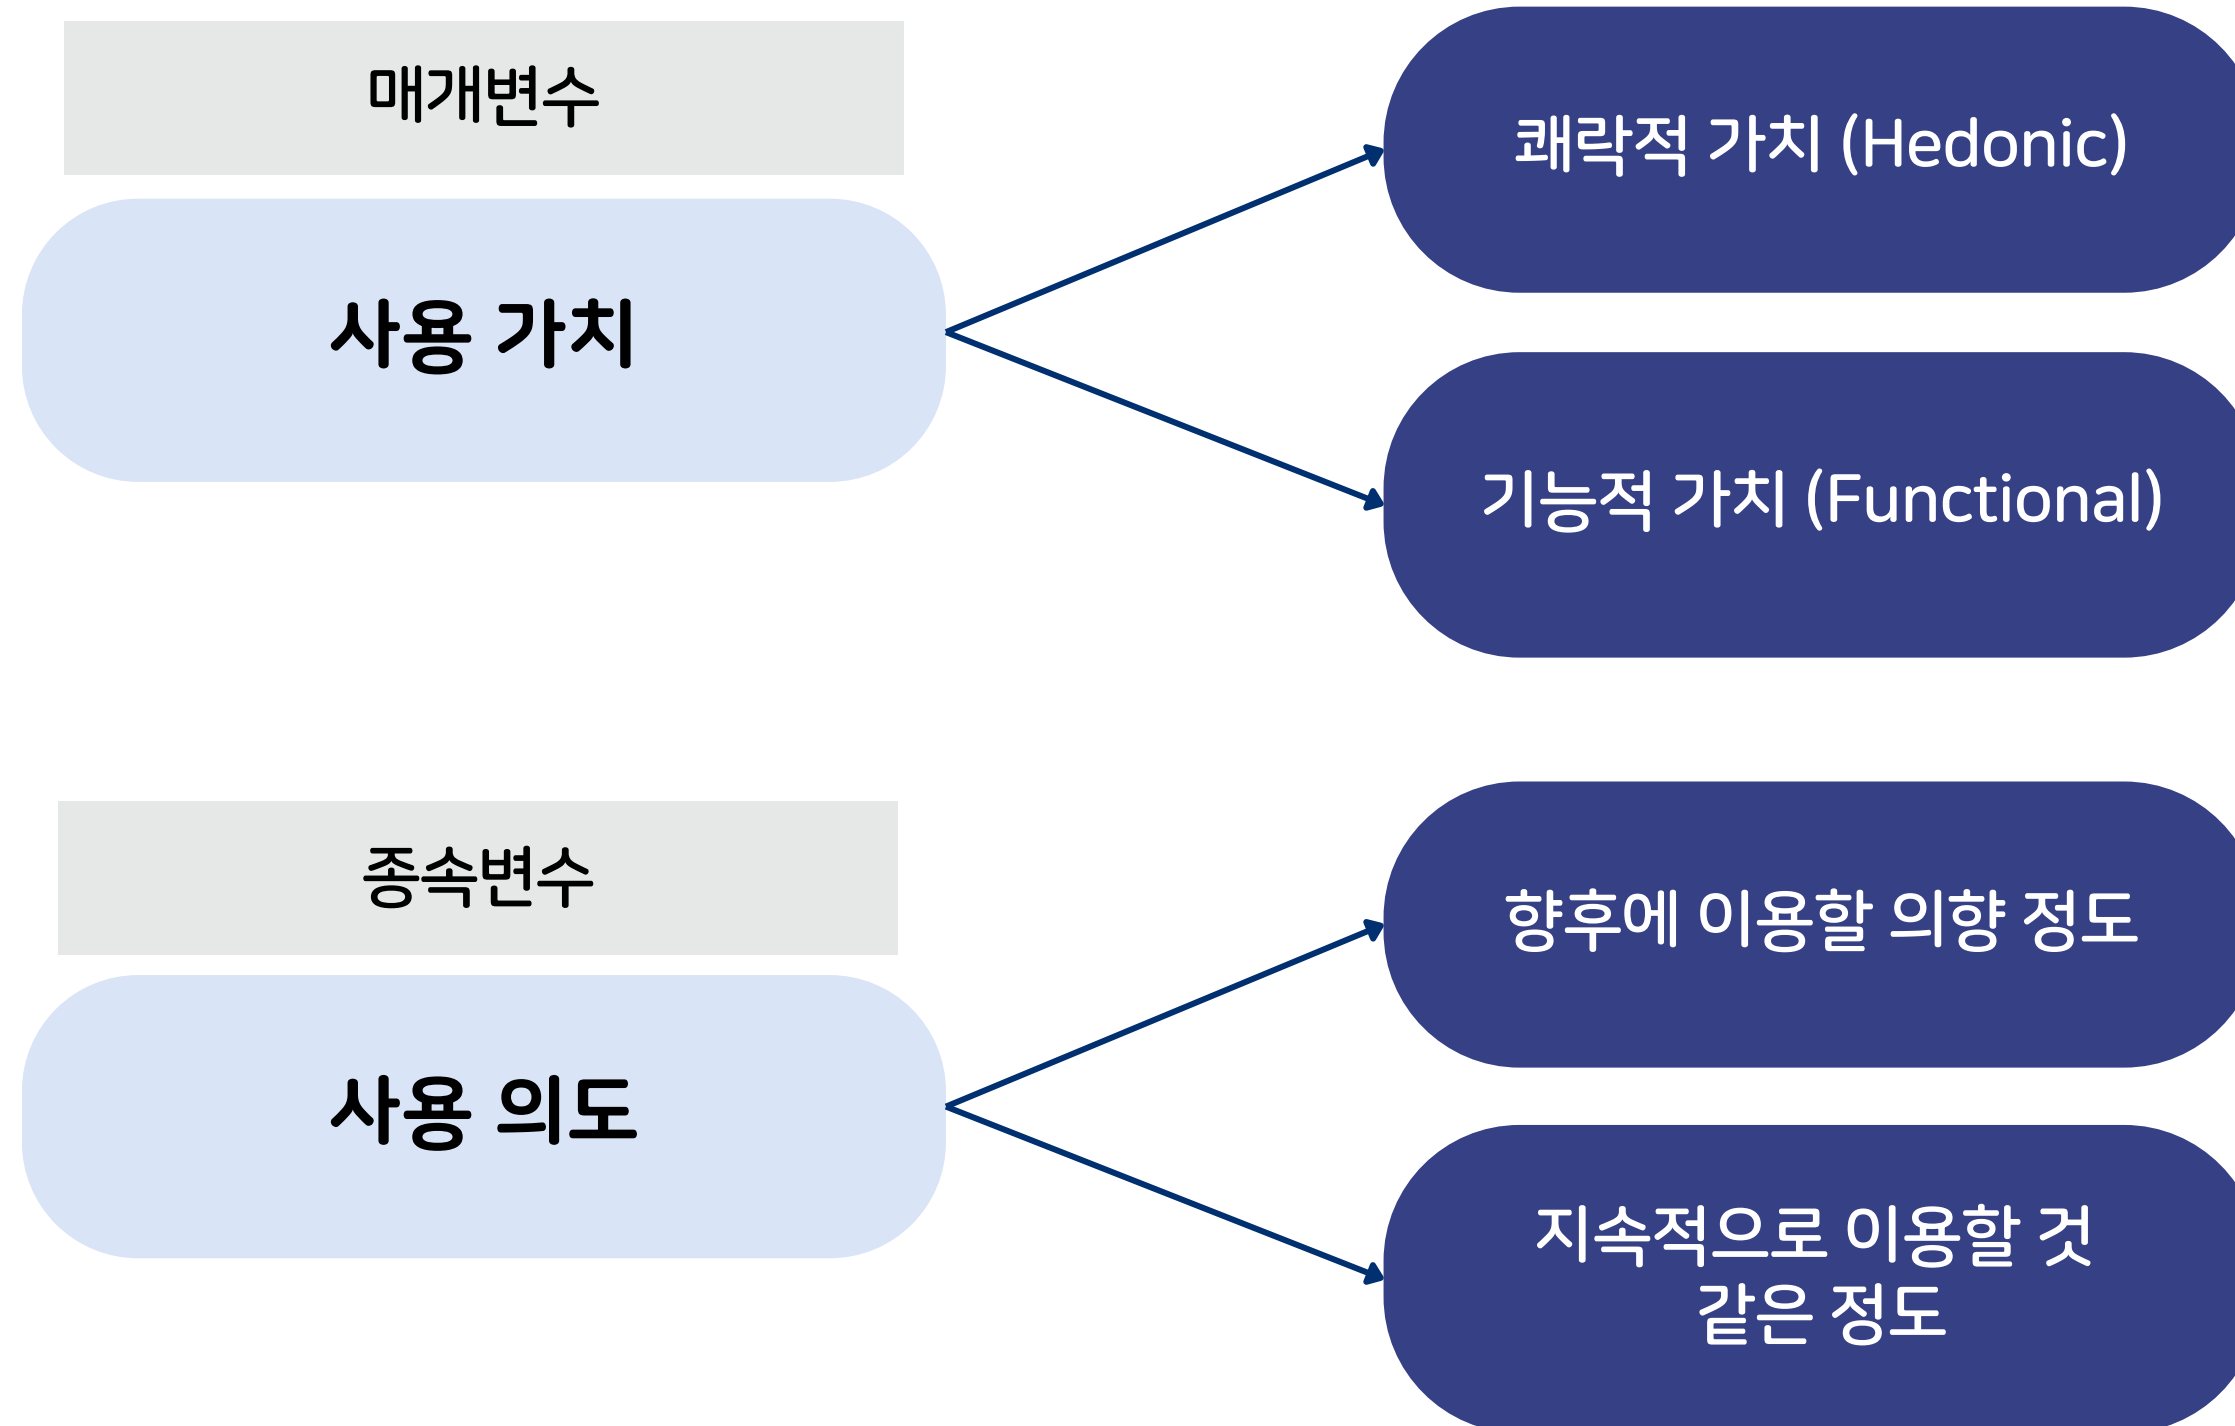 매개변수
사용 가치
쾌락적 가치 (Hedonic)
기능적 가치 (Functional)
종속변수
사용 의도
향후에 이용할 의향 정도
지속적으로 이용할 것
같은 정도